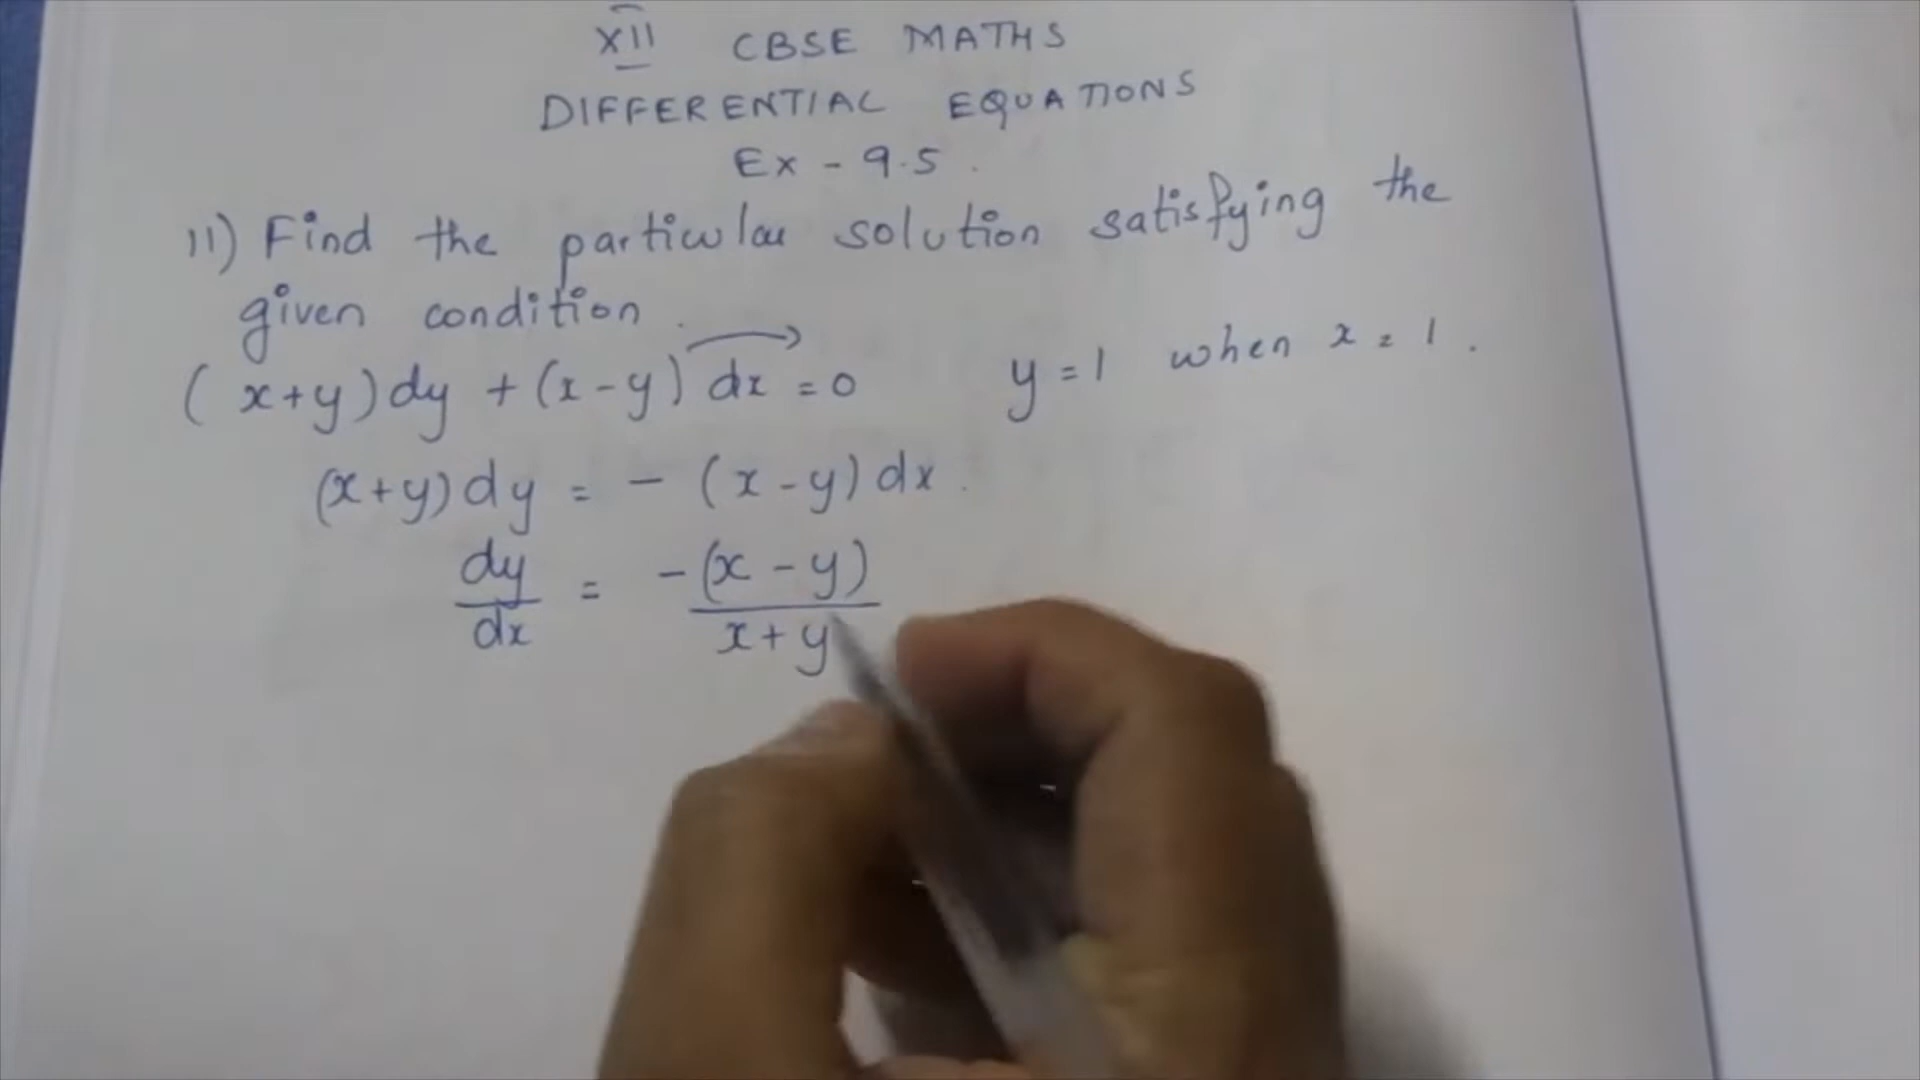 XII CBSE MATHS
DIFFERENTIAL EQUATIONS
Ex - 9.5.
11) Find the particular solution satisfying the
given condition.
(x+y)dy + (x-y) dx = 0 y = 1 when x = 1.
(x+y)dy = - (x-y)dx.
dy/dx = -(x-y)/x+y